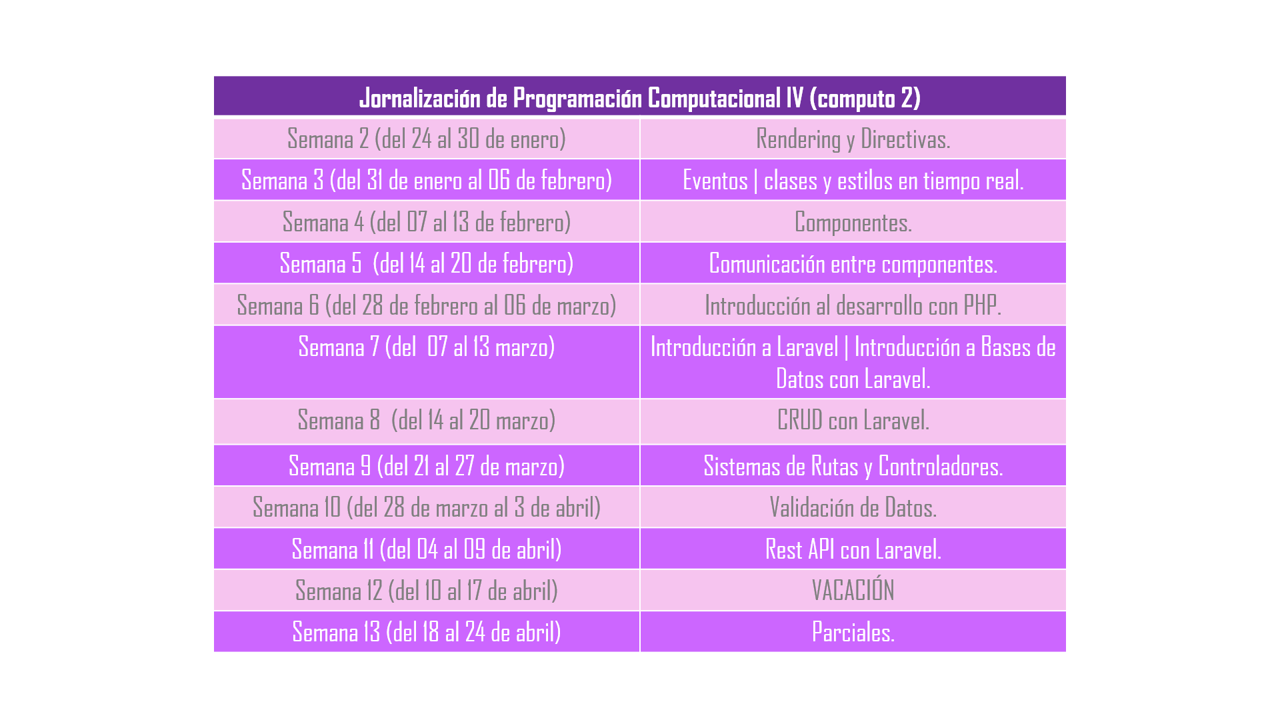 Jornalización de Programación Computacional IV (computo 2)
Semana 2 (del 24 al 30 de enero)
Rendering y Directivas.
Semana 3 (del 31 de enero al 06 de febrero)
Eventos | clases y estilos en tiempo real.
Semana 4 (del 07 al 13 de febrero)
Componentes.
Semana 5  (del 14 al 20 de febrero)
Comunicación entre componentes.
Semana 6 (del 28 de febrero al 06 de marzo)
Introducción al desarrollo con PHP.
Semana 7 (del  07 al 13 marzo)
Introducción a Laravel | Introducción a Bases de
Datos con Laravel.
Semana 8  (del 14 al 20 marzo)
CRUD con Laravel.
Semana 9 (del 21 al 27 de marzo)
Sistemas de Rutas y Controladores.
Semana 10 (del 28 de marzo al 3 de abril)
Validación de Datos.
Semana 11 (del 04 al 09 de abril)
Rest API con Laravel.
Semana 12 (del 10 al 17 de abril)
VACACIÓN
Semana 13 (del 18 al 24 de abril)
Parciales.